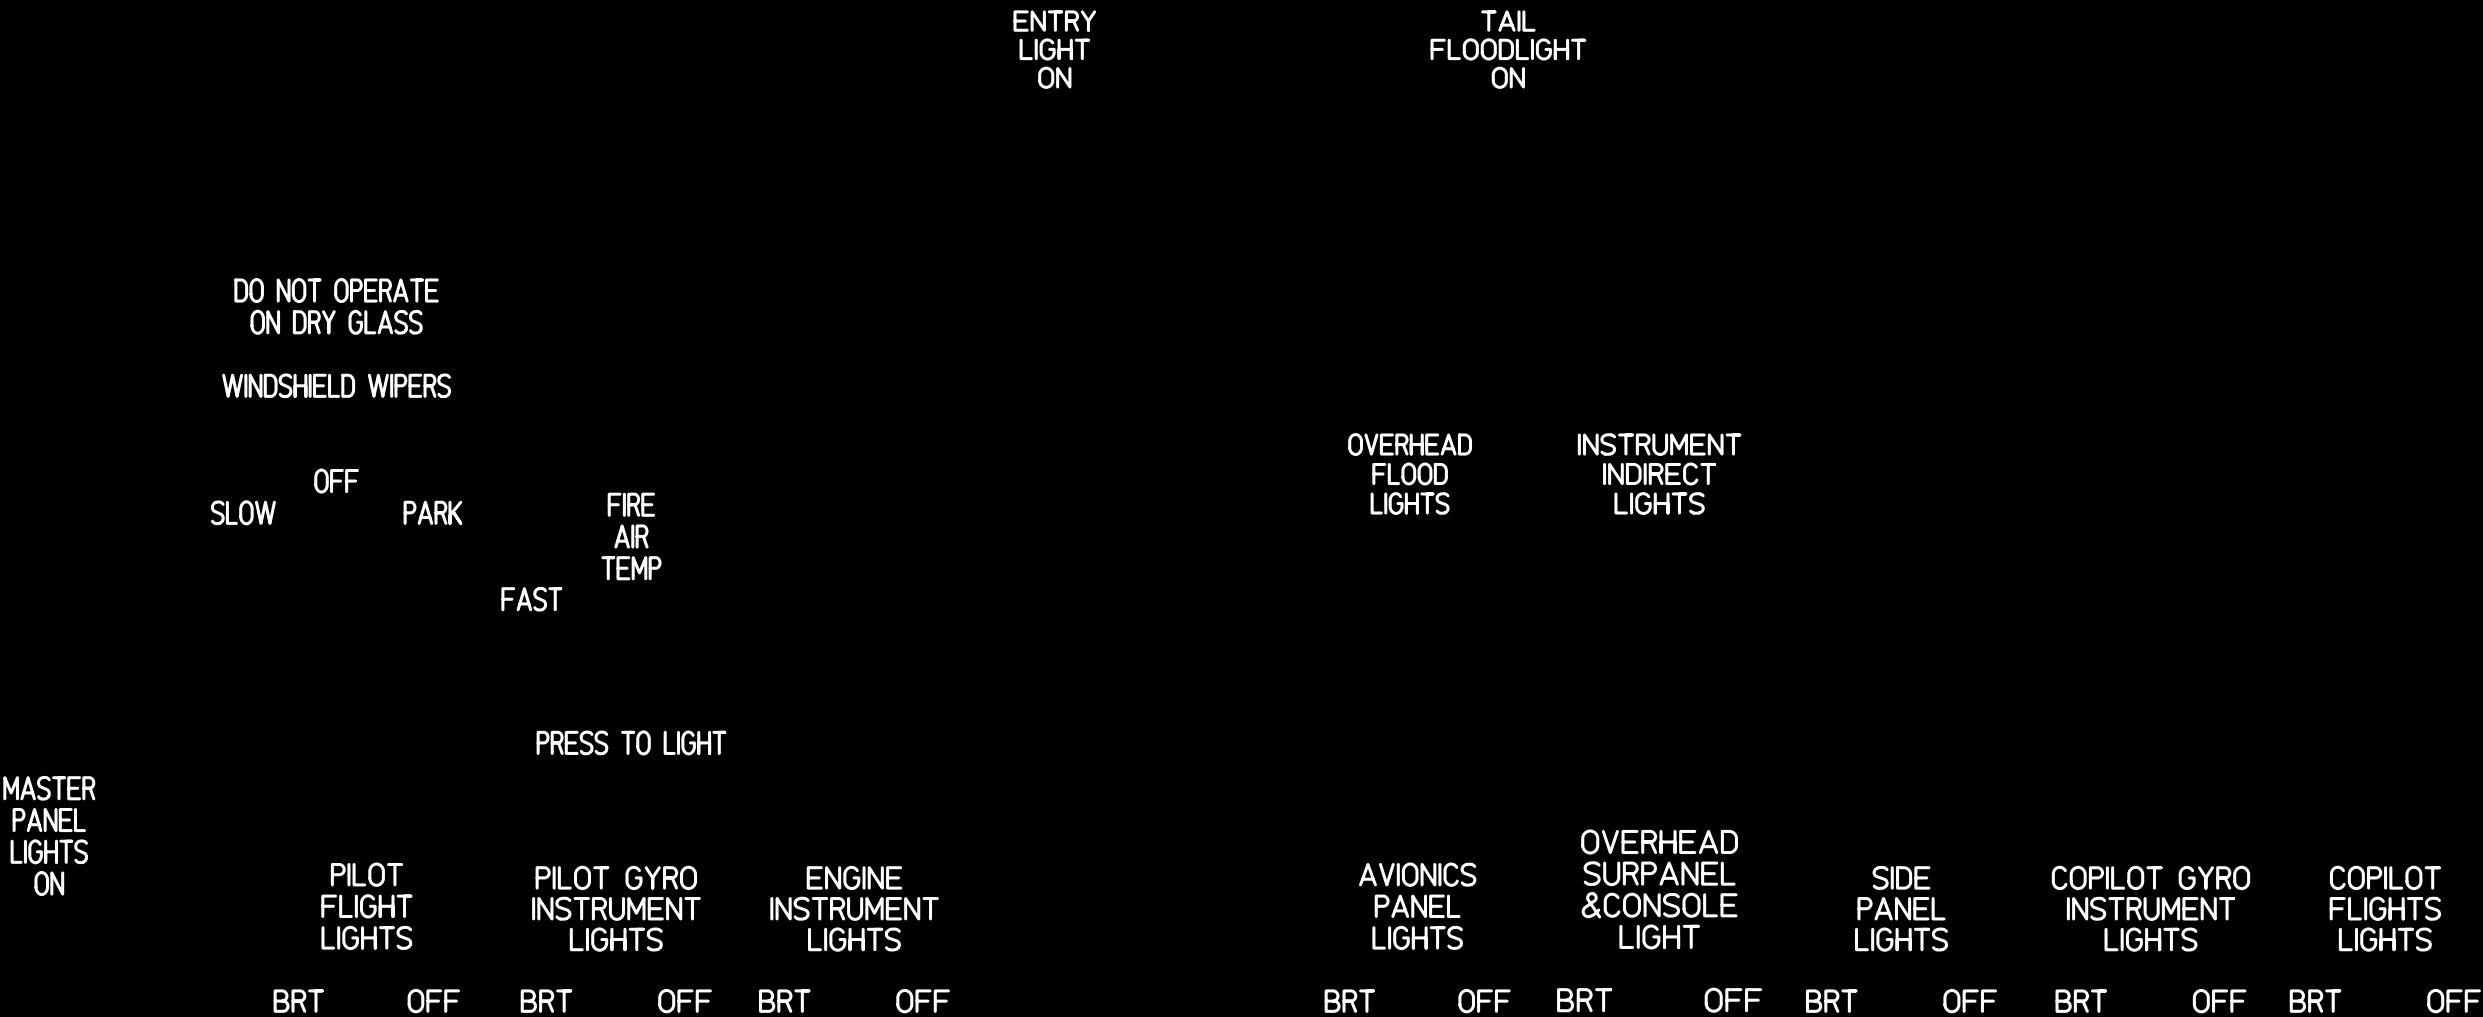 ENTRY
LIGHT
ON
TAIL
FLOODLIGHT
ON
DO NOT OPERATE
ON DRY GLASS
WINDSHIELD WIPERS
OFF
SLOW
PARK
FAST
FIRE
AIR
TEMP
OVERHEAD
FLOOD
LIGHTS
INSTRUMENT
INDIRECT
LIGHTS
PRESS TO LIGHT
MASTER
PANEL
LIGHTS
ON
PILOT
FLIGHT
LIGHTS
BRT OFF
PILOT GYRO
INSTRUMENT
LIGHTS
BRT OFF
ENGINE
INSTRUMENT
LIGHTS
BRT OFF
AVIONICS
PANEL
LIGHTS
BRT OFF
OVERHEAD
SURPANEL
&CONSOLE
LIGHT
BRT OFF
SIDE
PANEL
LIGHTS
BRT OFF
COPILOT GYRO
INSTRUMENT
LIGHTS
BRT OFF
COPILOT
FLIGHTS
LIGHTS
BRT OFF